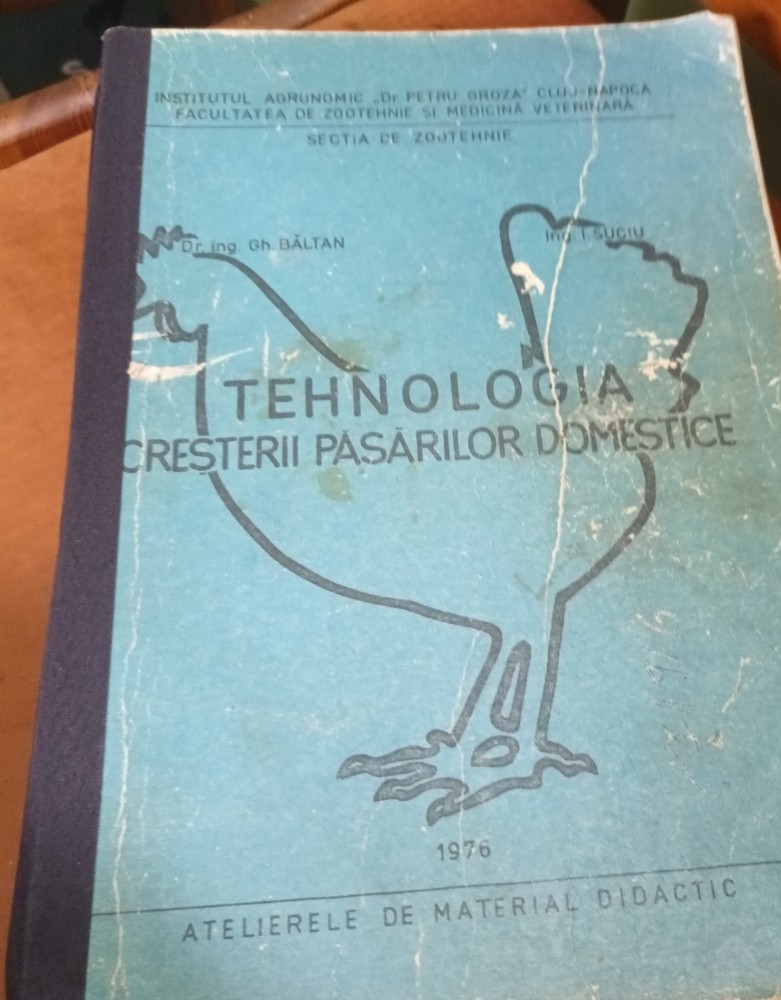 INSTITUTUL AGRONOMIC „Dr. PETRU GROZA" CLUJ-NAPOCA
FACULTATEA DE ZOOTEHNIE ȘI MEDICINĂ VETERINARĂ
SECȚIA DE ZOOTEHNIE
Dr. ing. Gh. BĂLTAN
Ing. I. SUCIU
TEHNOLOGIA
CREȘTERII PĂSĂRILOR DOMESTICE
1976
ATELIERELE DE MATERIAL DIDACTIC